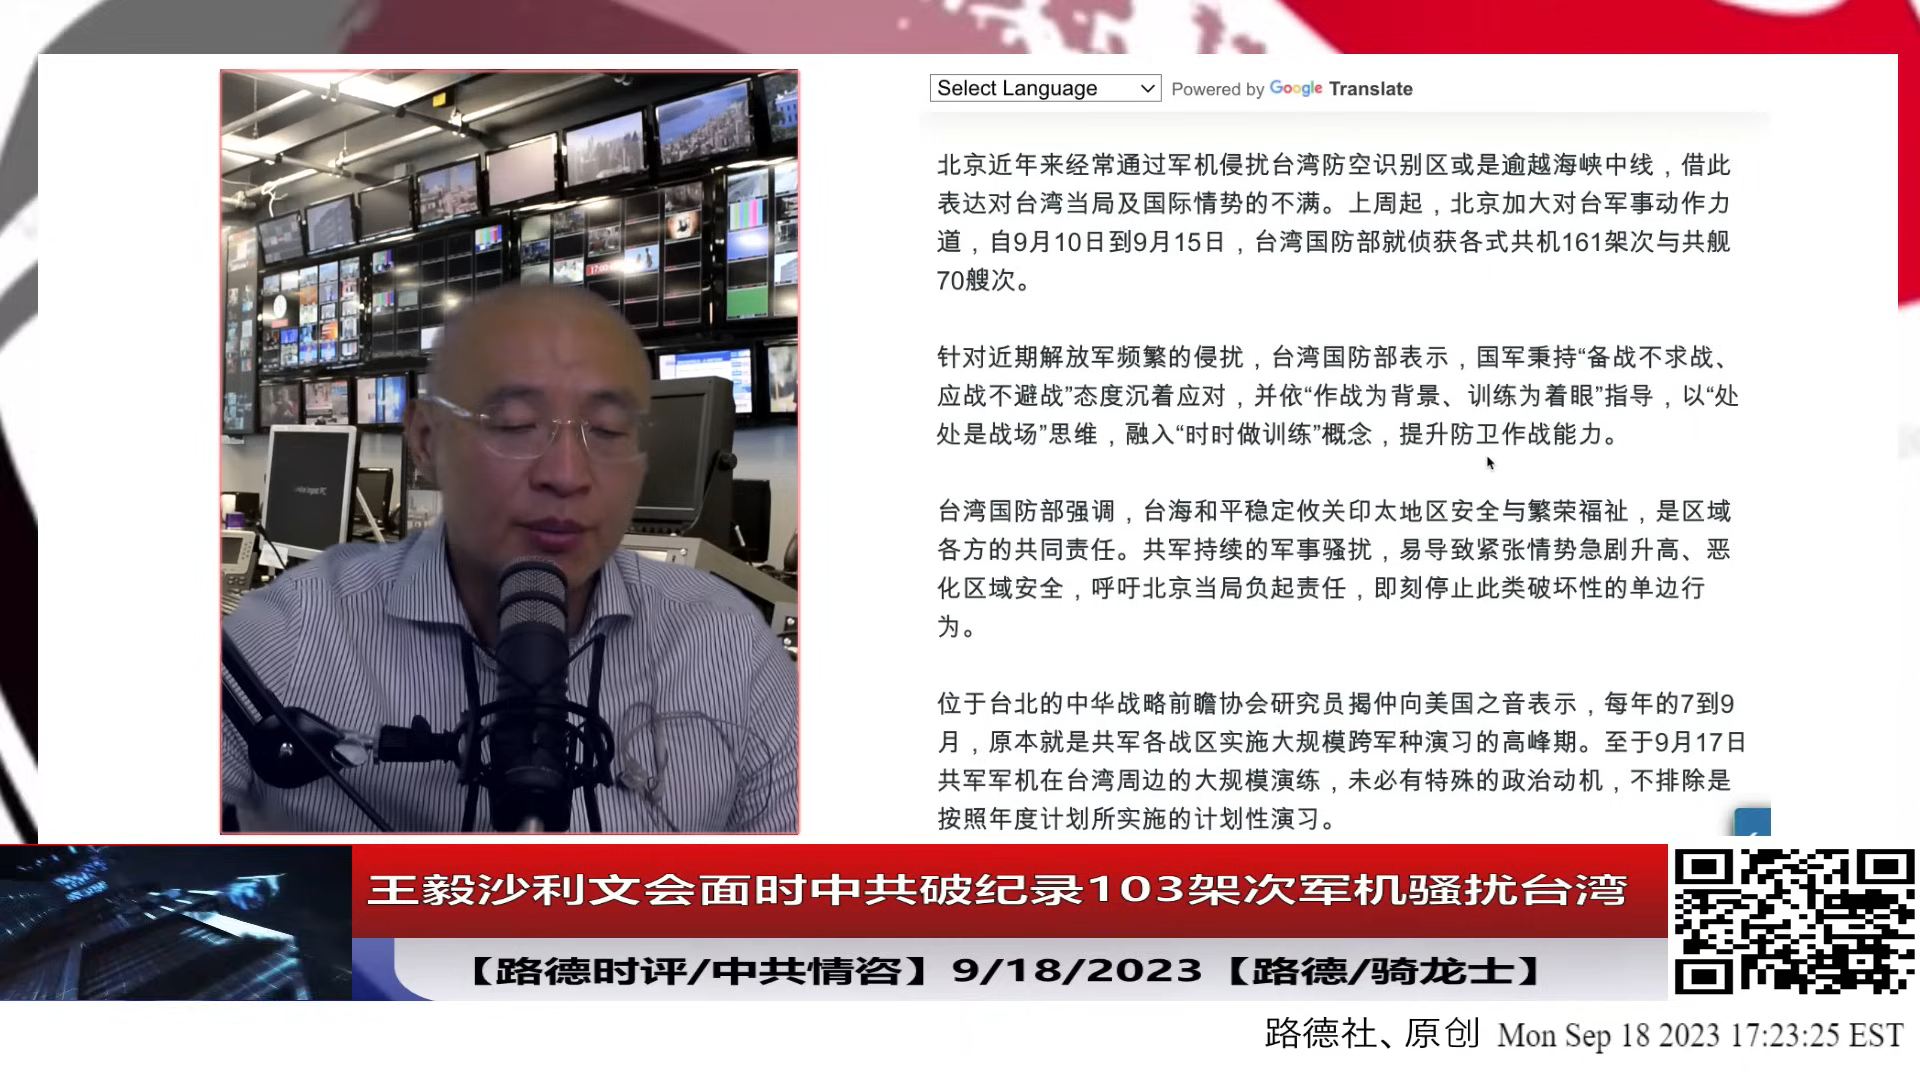 Select Language
Powered by Google Translate
北京近年来经常通过军机侵扰台湾防空识别区或是逾越海峡中线，借此
表达对台湾当局及国际情势的不满。上周起，北京加大对台军事动作力
道，自9月10日到9月15日，台湾国防部就侦获各式共机161架次与共舰
70艘次。
针对近期解放军频繁的侵扰，台湾国防部表示，国军秉持“备战不求战、
应战不避战”态度沉着应对，并依“作战为背景、训练为着眼”指导，以“处
处是战场”思维，融入“时时做训练”概念，提升防卫作战能力。
台湾国防部强调，台海和平稳定攸关印太地区安全与繁荣福祉，是区域
各方的共同责任。共军持续的军事骚扰，易导致紧张情势急剧升高、恶
化区域安全，呼吁北京当局负起责任，即刻停止此类破坏性的单边行
为。
位于台北的中华战略前瞻协会研究员揭仲向美国之音表示，每年的7到9
月，原本就是共军各战区实施大规模跨军种演习的高峰期。至于9月17日
共军军机在台湾周边的大规模演练，未必有特殊的政治动机，不排除是
按照年度计划所实施的计划性演习。
王毅沙利文会面时中共破纪录103架次军机骚扰台湾
【路德时评/中共情咨】9/18/2023【路德/骑龙士】
路德社、原创 Mon Sep 18 2023 17:23:25 EST